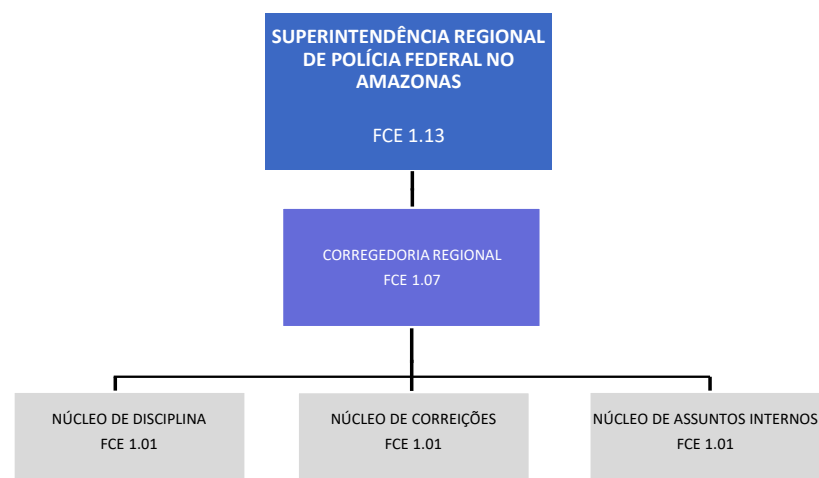 SUPERINTENDÊNCIA REGIONAL
DE POLÍCIA FEDERAL NO
AMAZONAS
FCE 1.13
CORREGEDORIA REGIONAL
FCE 1.07
NÚCLEO DE DISCIPLINA
FCE 1.01
NÚCLEO DE CORREIÇÕES
FCE 1.01
NÚCLEO DE ASSUNTOS INTERNOS
FCE 1.01